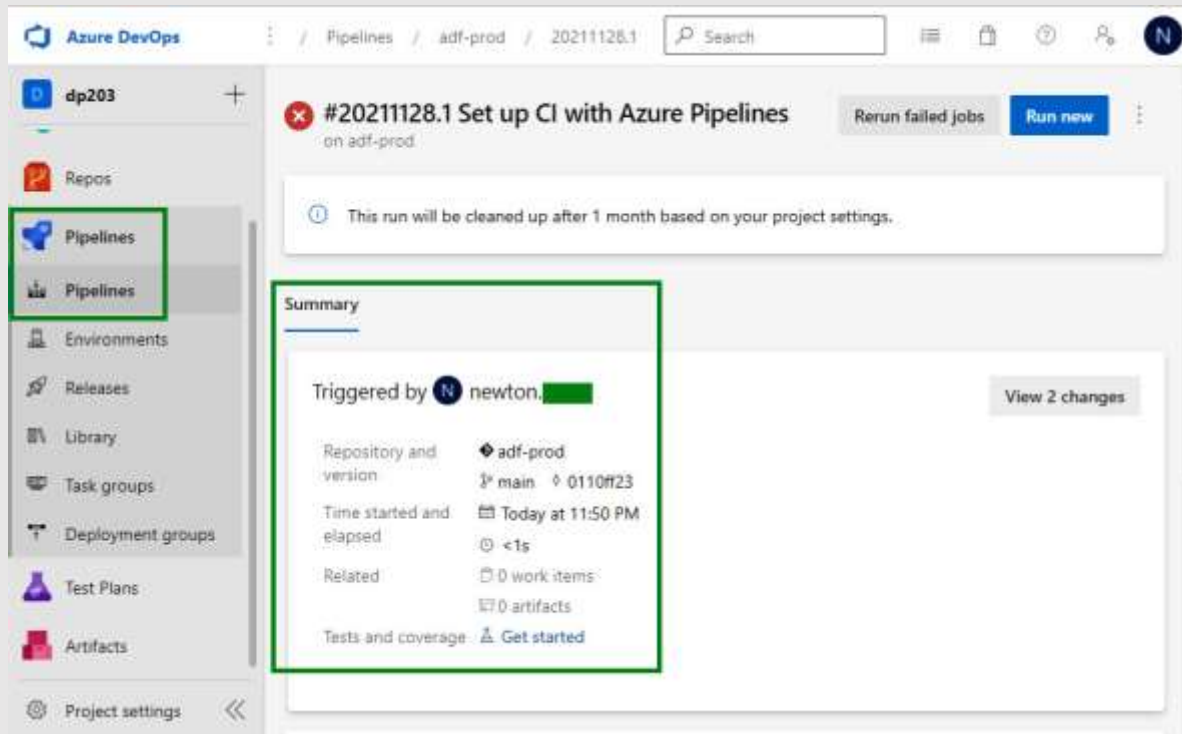 Azure DevOps / Pipelines / adf-prod / 20211128.1 Search N
D dp203 +
#20211128.1 Set up CI with Azure Pipelines
on adf-prod
Rerun failed jobs
Run new
Repos
Pipelines
Pipelines
Environments
Releases
Library
Task groups
Deployment groups
Test Plans
Artifacts
Project settings
This run will be cleaned up after 1 month based on your project settings.
Summary
Triggered by N newton.
View 2 changes
Repository and version
adf-prod
main 0110ff23
Time started and elapsed
Today at 11:50 PM
<1s
Related
0 work items
0 artifacts
Tests and coverage Get started